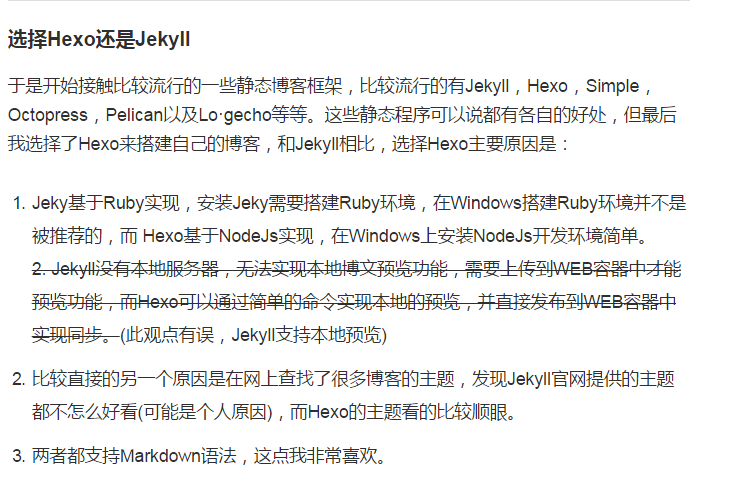 选择Hexo还是Jekyll
于是开始接触比较流行的一些静态博客框架，比较流行的有Jekyll，Hexo，Simple，
Octopress，Pelican以及Lo·gecho等等。这些静态程序可以说都有各自的好处，但最后
我选择了Hexo来搭建自己的博客，和Jekyll相比，选择Hexo主要原因是：
1. Jeky基于Ruby实现，安装Jeky需要搭建Ruby环境，在Windows搭建Ruby环境并不是
被推荐的，而 Hexo基于NodeJs实现，在Windows上安装NodeJs开发环境简单。
2. Jekyll没有本地服务器，无法实现本地博文预览功能，需要上传到WEB容器中才能
预览功能，而Hexo可以通过简单的命令实现本地的预览，并直接发布到WEB容器中
实现同步。(此观点有误，Jekyll支持本地预览)
2. 比较直接的另一个原因是在网上查找了很多博客的主题，发现Jekyll官网提供的主题
都不怎么好看(可能是个人原因)，而Hexo的主题看的比较顺眼。
3. 两者都支持Markdown语法，这点我非常喜欢。